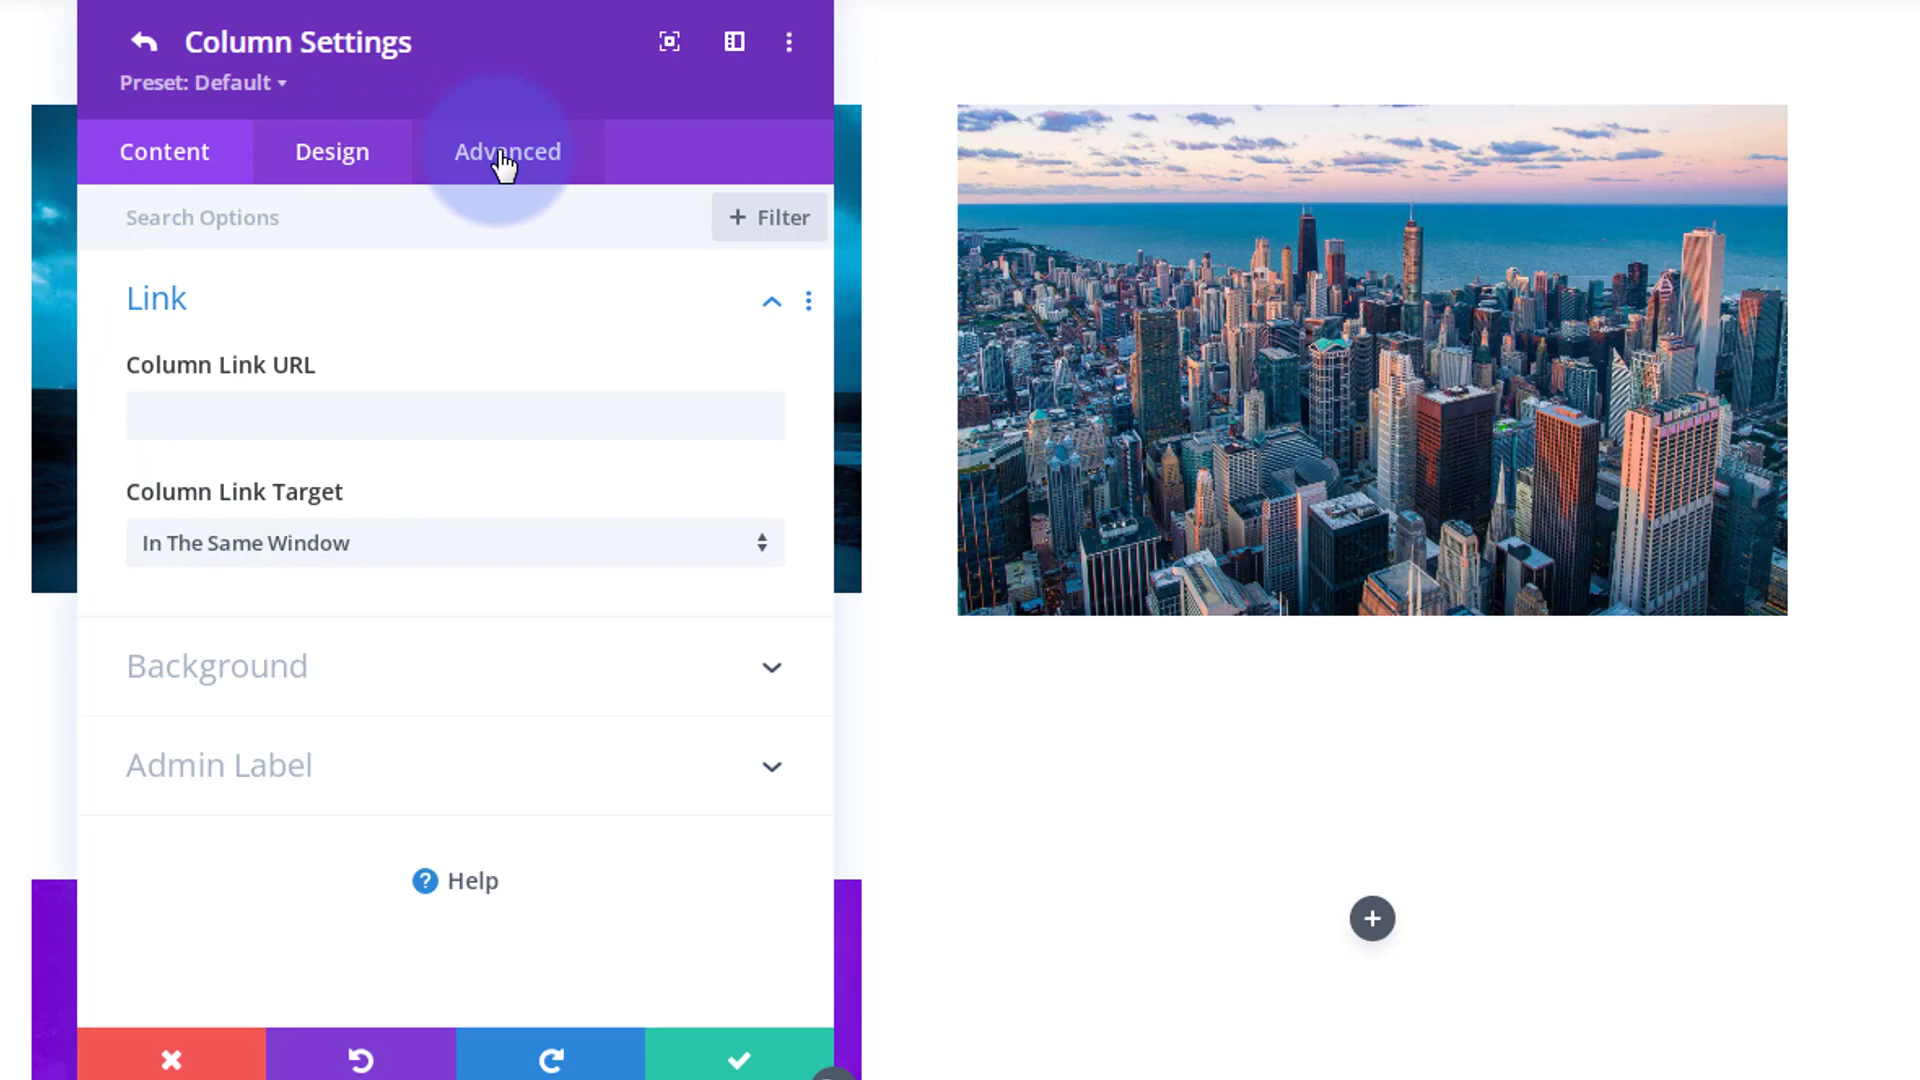 Column Settings
Preset: Default
Content Design Advanced
Search Options + Filter
Link
Column Link URL
Column Link Target
In The Same Window
Background
Admin Label
? Help